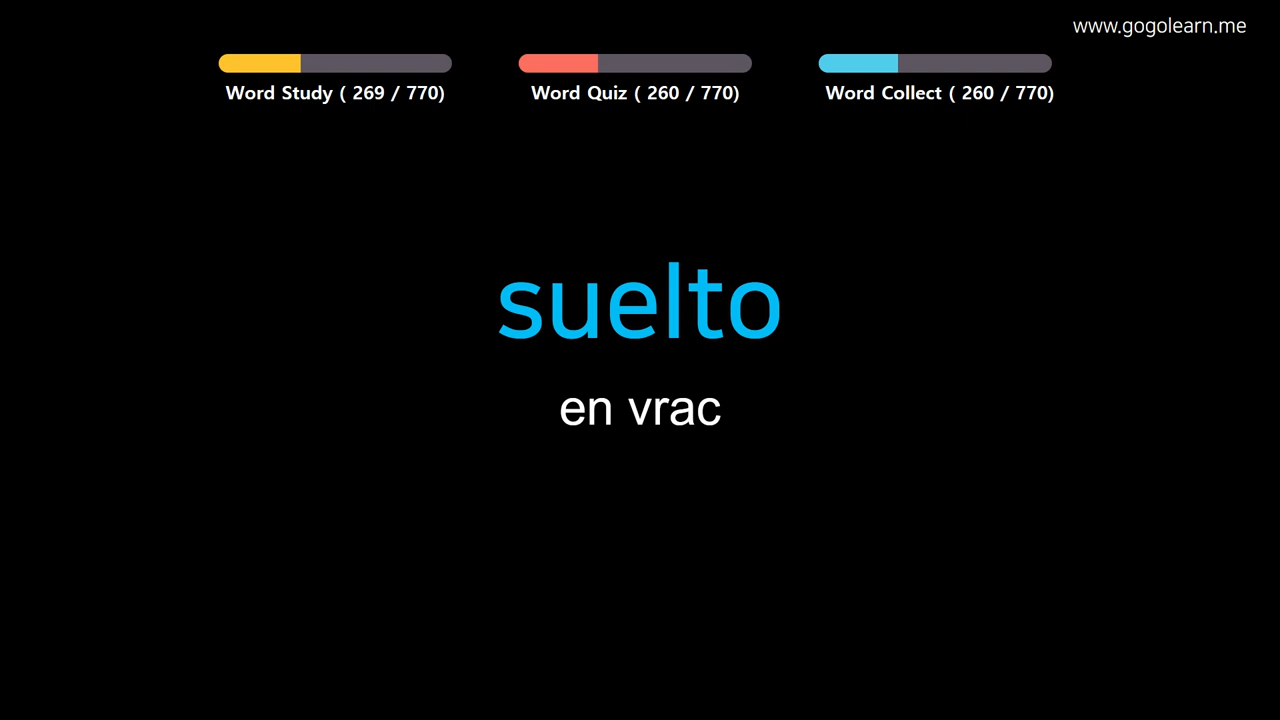 www.gogolearn.me
Word Study ( 269 / 770)
Word Quiz ( 260 / 770)
Word Collect ( 260 / 770)
suelto
en vrac